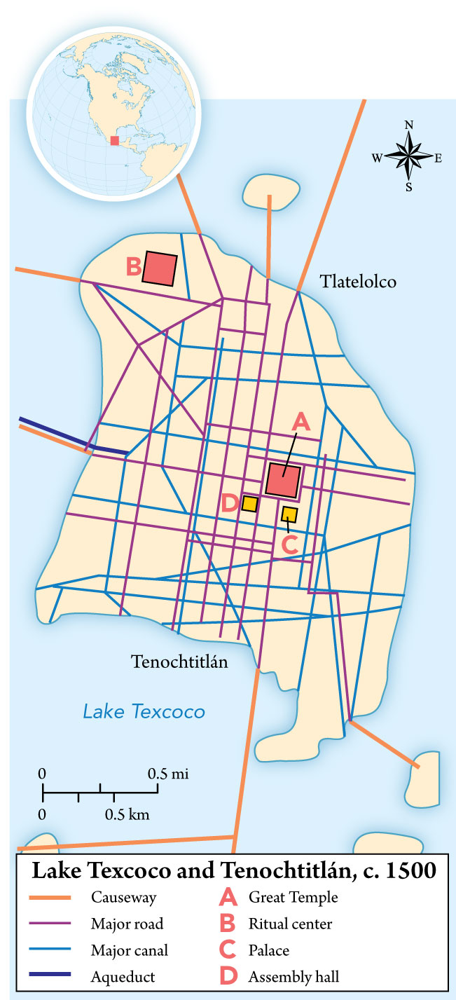 N
W
E
S
B
Tlatelolco
A
D
C
Tenochtitlán
Lake Texcoco
0
0.5 mi
0
0.5 km
Lake Texcoco and Tenochtitlán, c. 1500
Causeway
A Great Temple
Major road
B Ritual center
Major canal
C Palace
Aqueduct
D Assembly hall